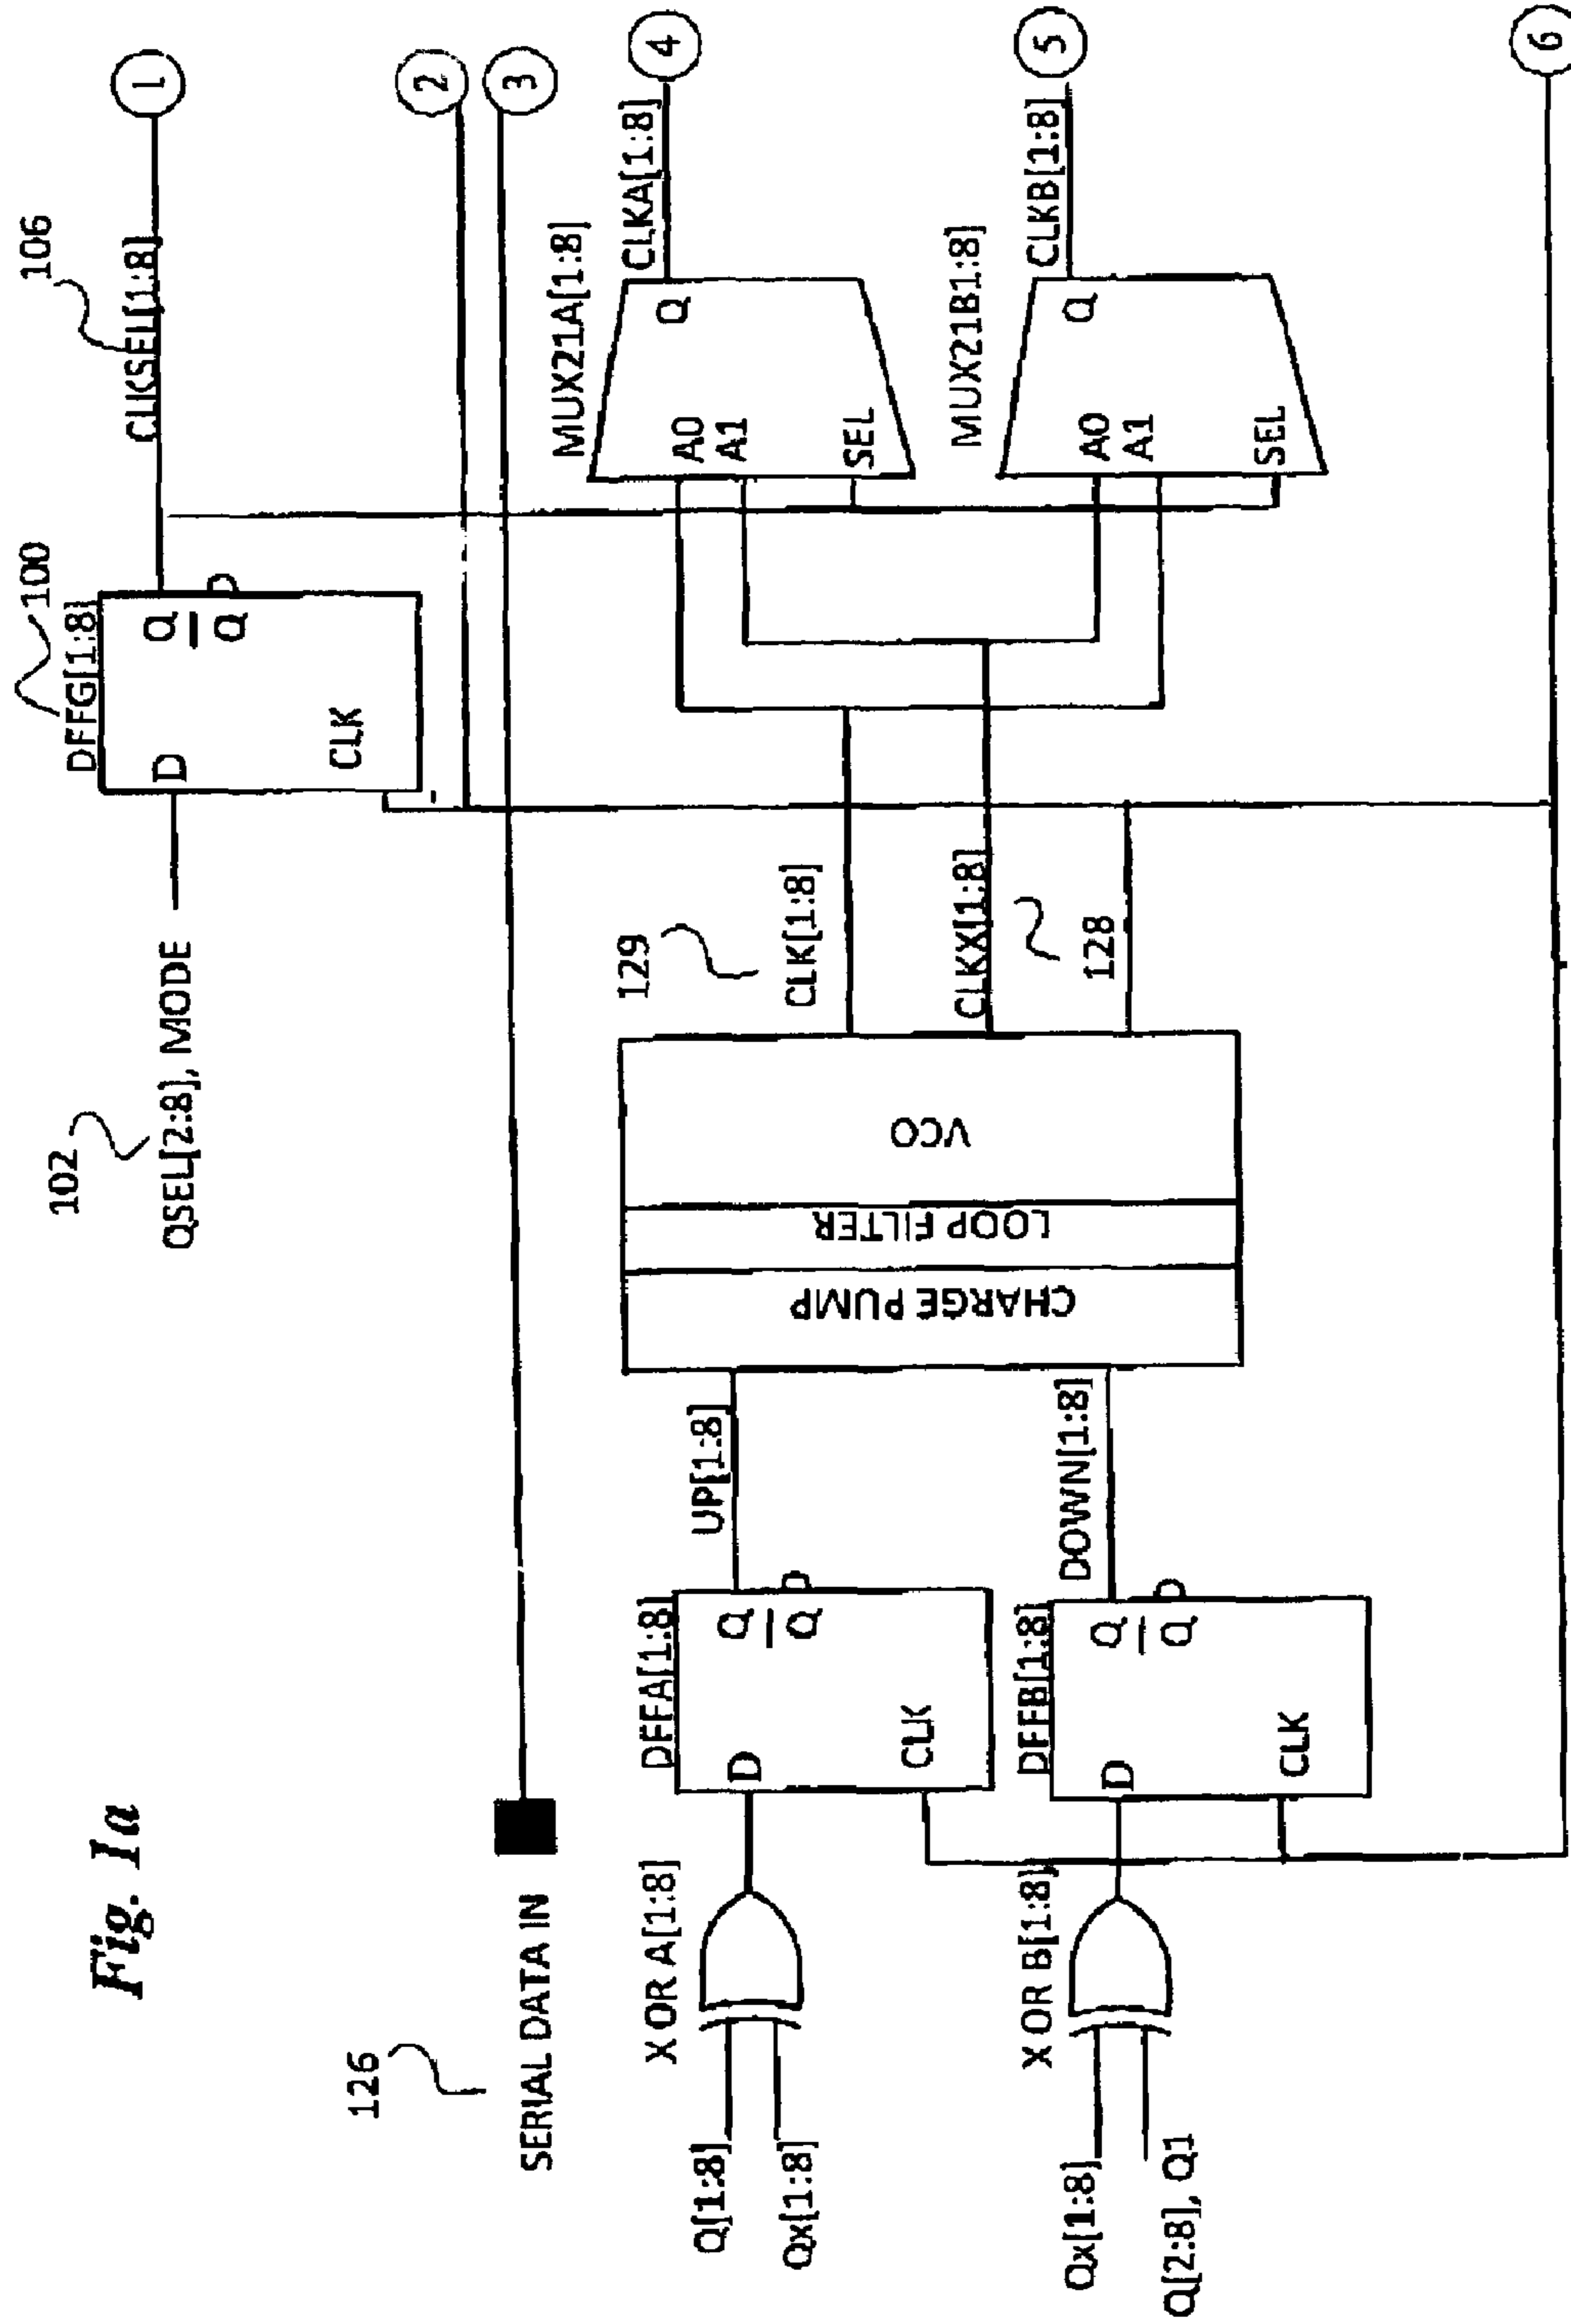 Fig. 1a
102
QSEL[2:8], MODE
DFFG[1:8]
100
D
Q
Q
CLK
106
CLKSEL[1:8]
1
2
3
126
SERIAL DATA IN
Q[1:8]
Qx[1:8]
X OR A[1:8]
DFFA[1:8]
D
Q
Q
CLK
UP[1:8]
Qx[1:8]
Q[2:8], Q1
X OR B[1:8]
DFFB[1:8]
D
Q
Q
CLK
DOWN[1:8]
CHARGE PUMP
LOOP FILTER
VCO
129
CLK[1:8]
CLKX[1:8]
128
MUX21A[1:8]
A0
A1
SEL
Q
CLKA[1:8]
4
MUX21B1:8]
A0
A1
SEL
Q
CLKB[1:8]
5
6